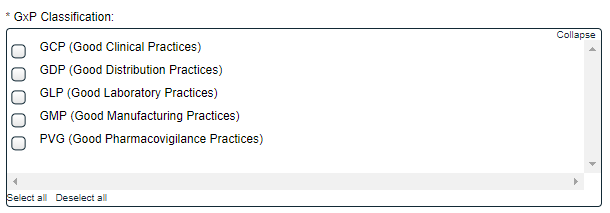 * GxP Classification:
Collapse
GCP (Good Clinical Practices)
GDP (Good Distribution Practices)
GLP (Good Laboratory Practices)
GMP (Good Manufacturing Practices)
PVG (Good Pharmacovigilance Practices)
Select all Deselect all